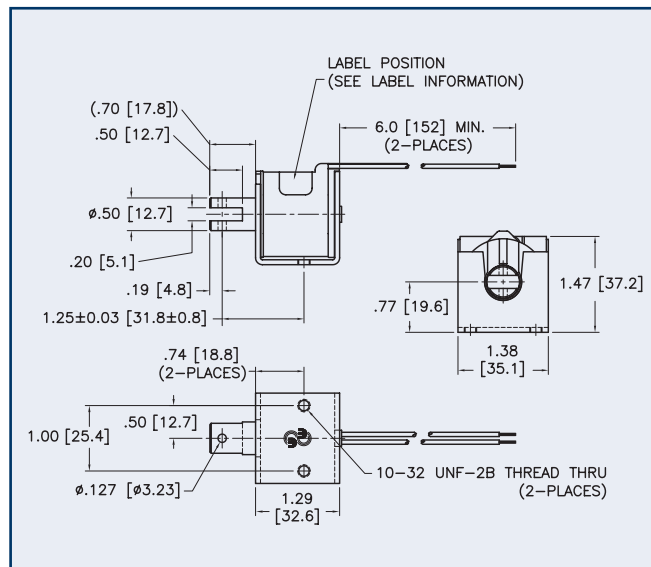 LABEL POSITION
(SEE LABEL INFORMATION)
(.70 [17.8])
.50 [12.7]
6.0 [152] MIN.
(2-PLACES)
ø.50 [12.7]
.20 [5.1]
.19 [4.8]
1.25±0.03 [31.8±0.8]
.77 [19.6]
1.47 [37.2]
1.38
[35.1]
.74 [18.8]
(2-PLACES)
.50 [12.7]
1.00 [25.4]
ø.127 [ø3.23]
1.29
[32.6]
10-32 UNF-2B THREAD THRU
(2-PLACES)